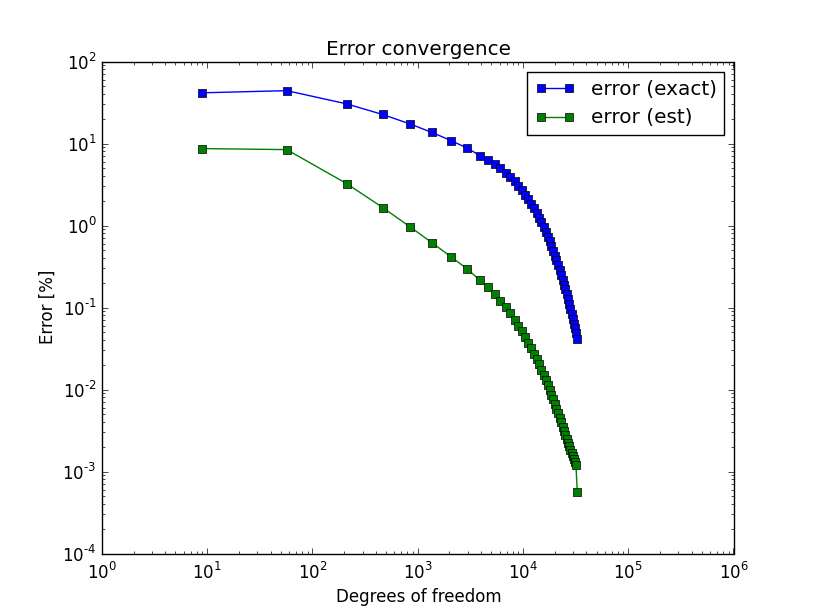 Error convergence
error (exact)
error (est)
Error [%]
10^2
10^1
10^0
10^-1
10^-2
10^-3
10^-4
10^0 10^1 10^2 10^3 10^4 10^5 10^6
Degrees of freedom